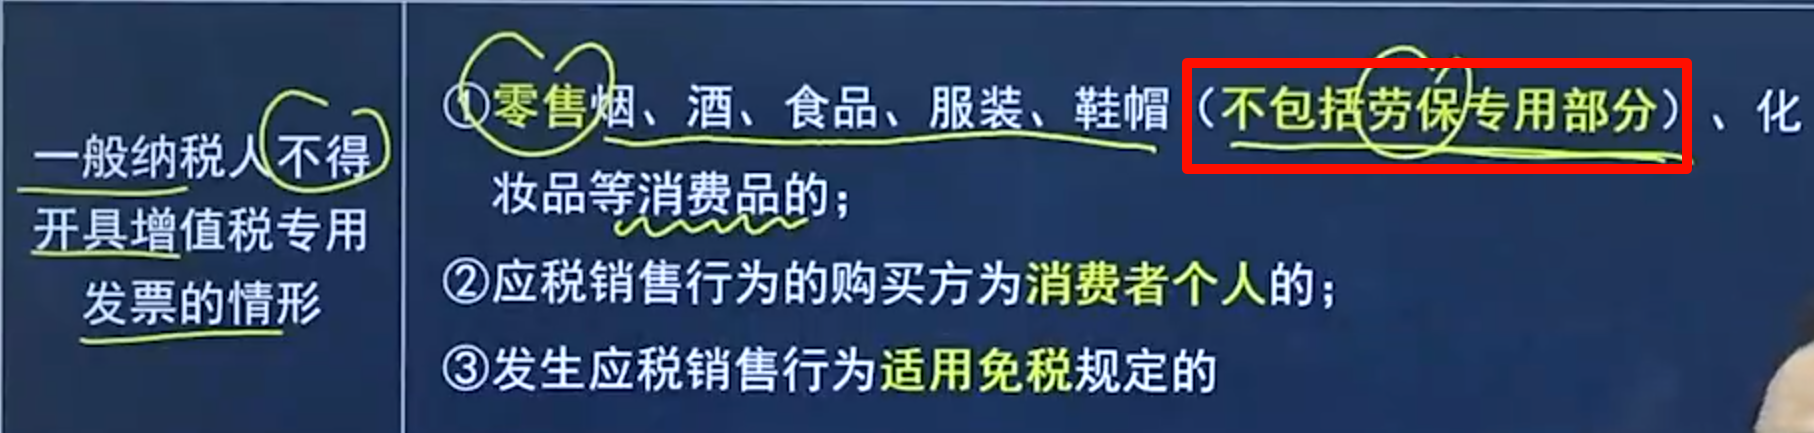 一般纳税人不得
开具增值税专用
发票的情形
①零售烟、酒、食品、服装、鞋帽（不包括劳保专用部分）、化
妆品等消费品的；
②应税销售行为的购买方为消费者个人的；
③发生应税销售行为适用免税规定的